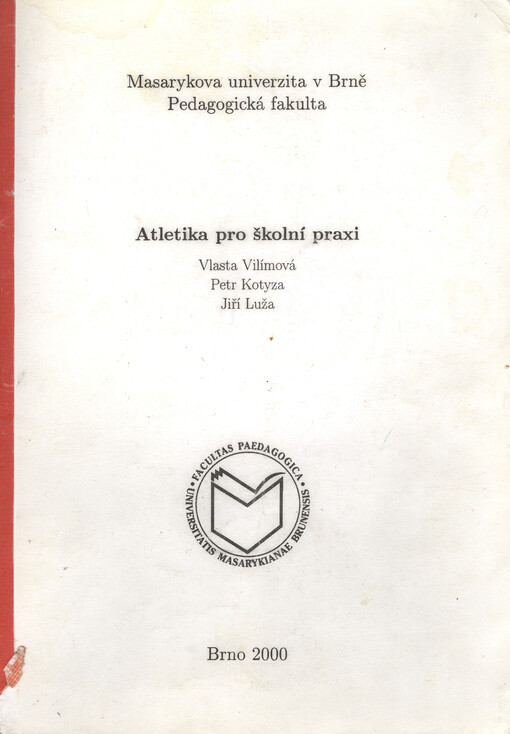 Masarykova univerzita v Brně
Pedagogická fakulta
Atletika pro školní praxi
Vlasta Vilímová
Petr Kotyza
Jiří Luža
• FACULTAS PAEDAGOGICA •
UNIVERSITATIS MASARYKIANAE BRUNENSIS
Brno 2000